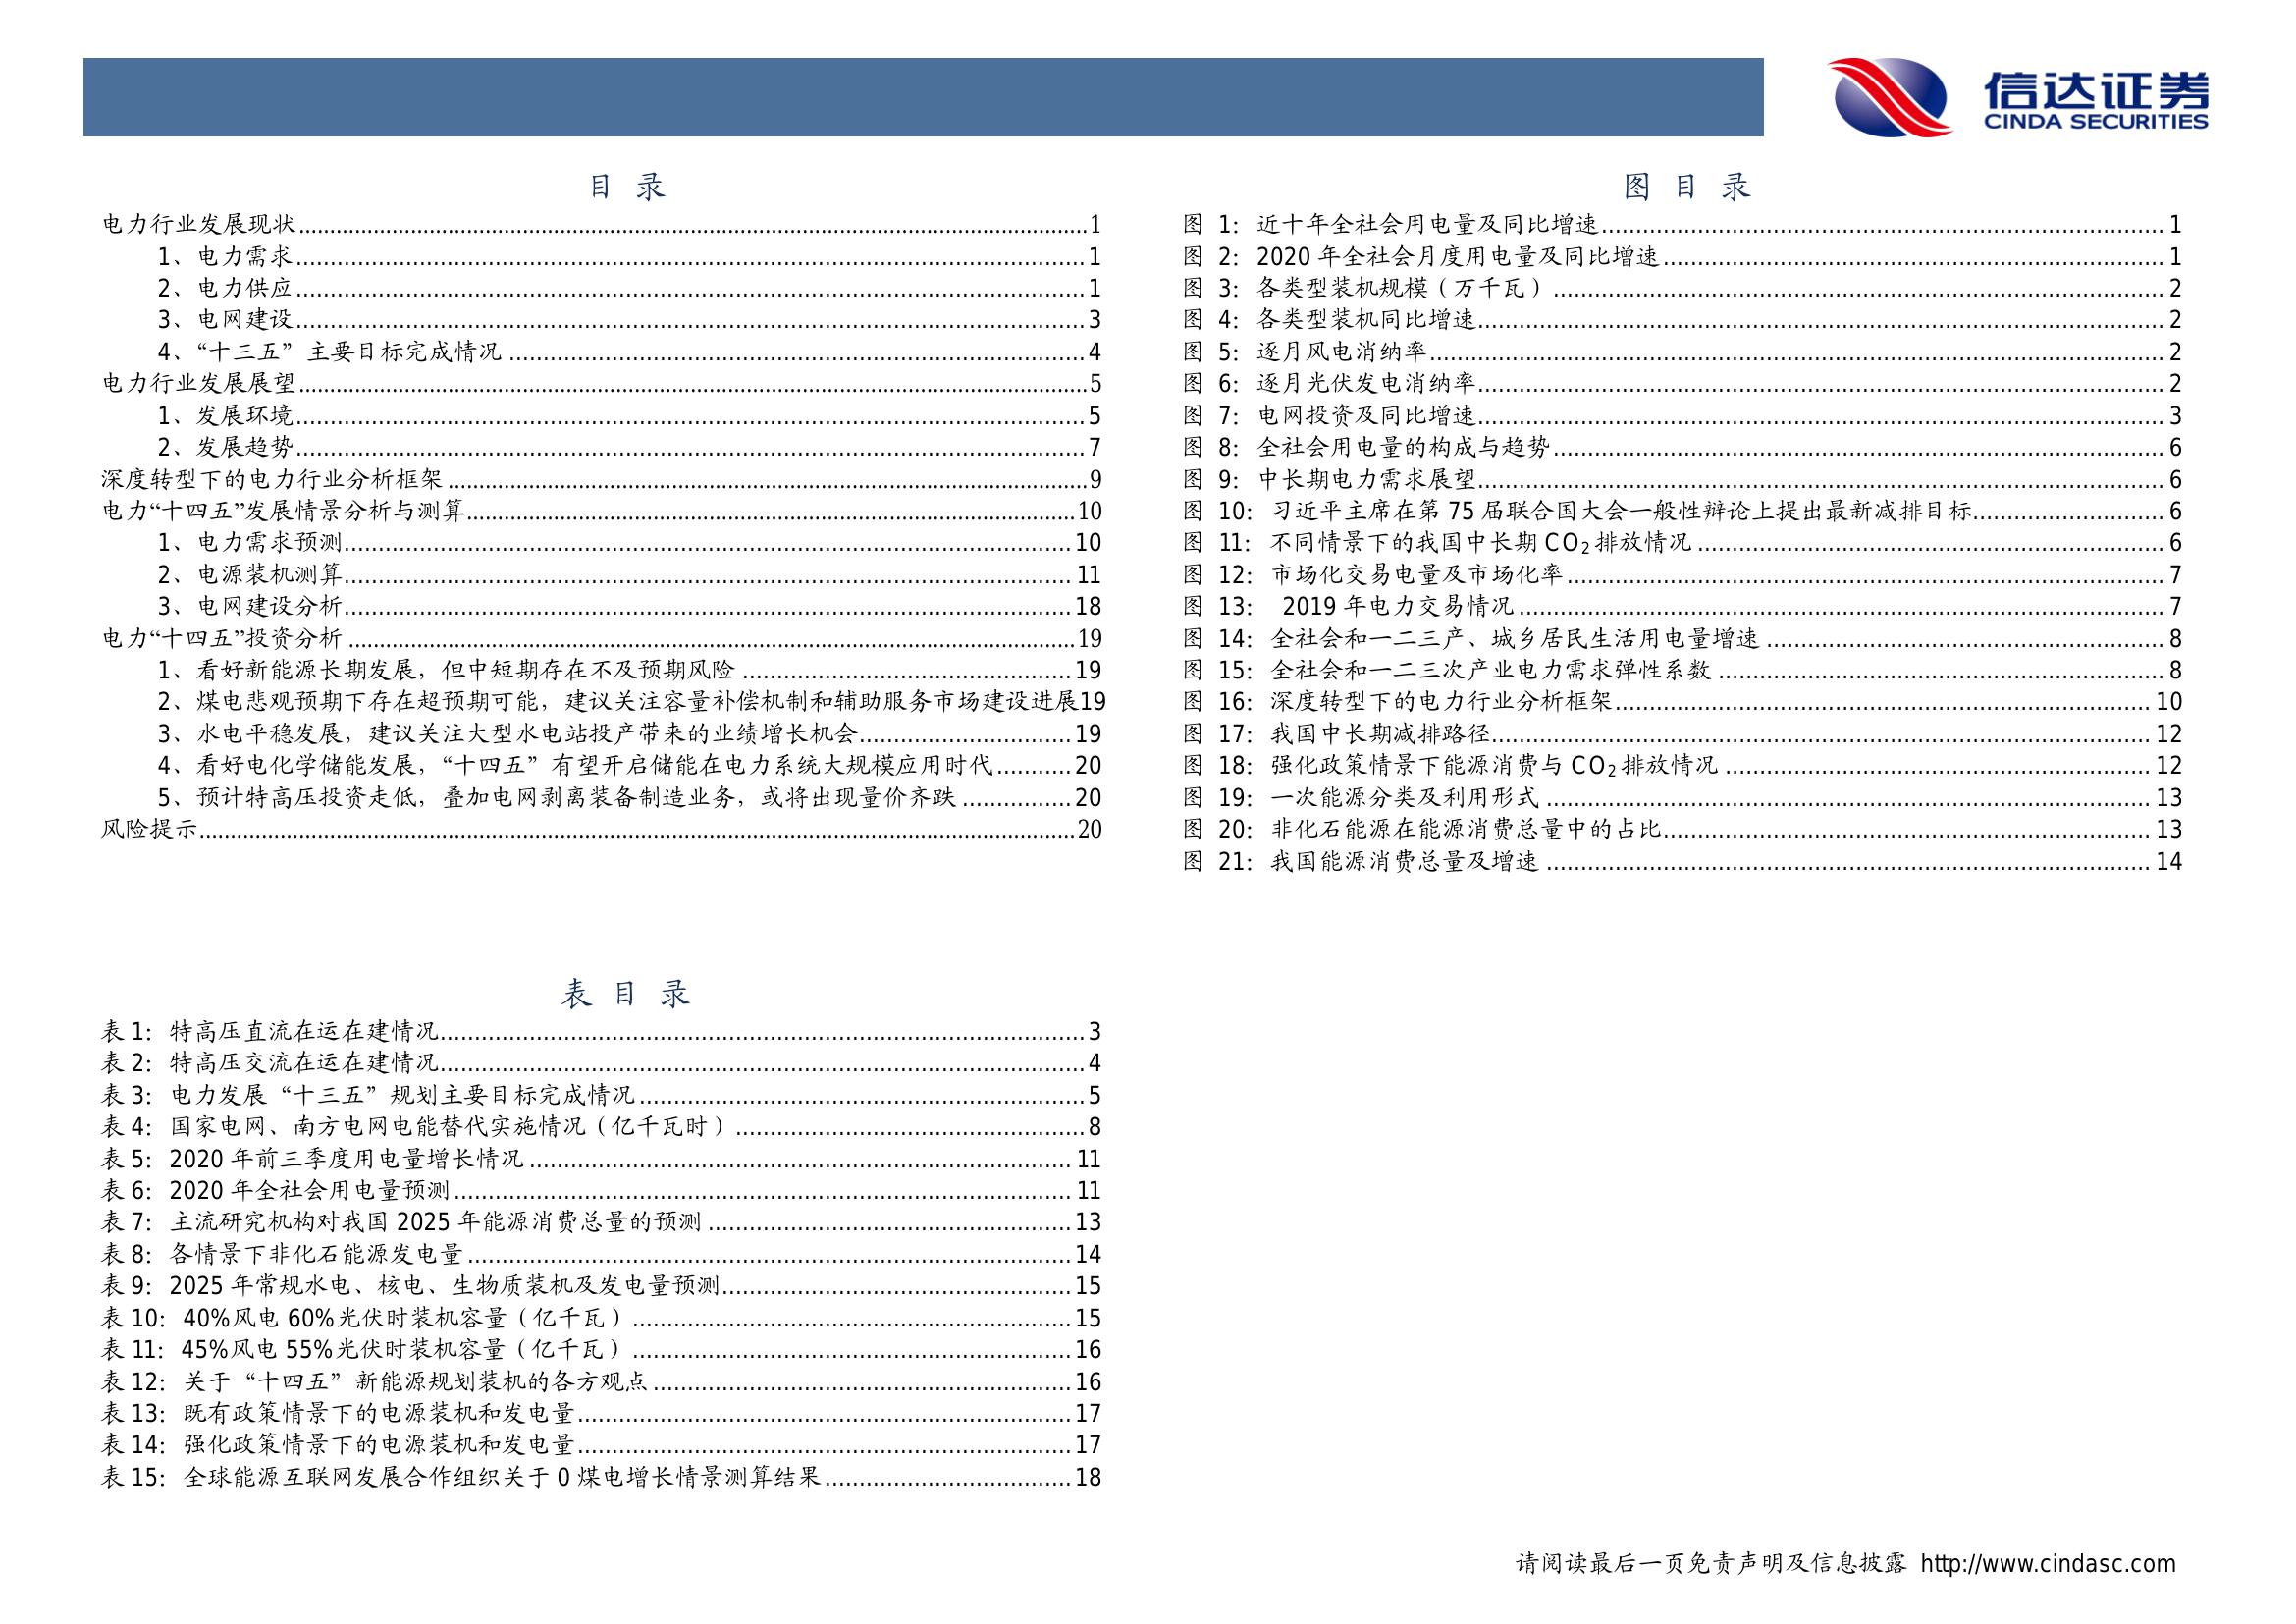 信达证券
CINDA SECURITIES
目 录
电力行业发展现状........................1
1、电力需求........................1
2、电力供应........................1
3、电网建设........................3
4、“十三五”主要目标完成情况........................4
电力行业发展展望........................5
1、发展环境........................5
2、发展趋势........................7
深度转型下的电力行业分析框架........................9
电力“十四五”发展情景分析与测算........................10
1、电力需求预测........................10
2、电源装机测算........................11
3、电网建设分析........................18
电力“十四五”投资分析........................19
1、看好新能源长期发展，但中短期存在不及预期风险........................19
2、煤电悲观预期下存在超预期可能，建议关注容量补偿机制和辅助服务市场建设进展19
3、水电平稳发展，建议关注大型水电站投产带来的业绩增长机会........................19
4、看好电化学储能发展，“十四五”有望开启储能在电力系统大规模应用时代............20
5、预计特高压投资走低，叠加电网剥离装备制造业务，或将出现量价齐跌................20
风险提示........................20
表 目 录
表 1：特高压直流在运在建情况........................3
表 2：特高压交流在运在建情况........................4
表 3：电力发展“十三五”规划主要目标完成情况........................5
表 4：国家电网、南方电网电能替代实施情况（亿千瓦时）........................8
表 5：2020 年前三季度用电量增长情况........................11
表 6：2020 年全社会用电量预测........................11
表 7：主流研究机构对我国 2025 年能源消费总量的预测........................13
表 8：各情景下非化石能源发电量........................14
表 9：2025 年常规水电、核电、生物质装机及发电量预测........................15
表 10：40%风电 60%光伏时装机容量（亿千瓦）........................15
表 11：45%风电 55%光伏时装机容量（亿千瓦）........................16
表 12：关于“十四五”新能源规划装机的各方观点........................16
表 13：既有政策情景下的电源装机和发电量........................17
表 14：强化政策情景下的电源装机和发电量........................17
表 15：全球能源互联网发展合作组织关于 0 煤电增长情景测算结果........................18
图 目 录
图 1：近十年全社会用电量及同比增速........................1
图 2：2020 年全社会月度用电量及同比增速........................1
图 3：各类型装机规模（万千瓦）........................2
图 4：各类型装机同比增速........................2
图 5：逐月风电消纳率........................2
图 6：逐月光伏发电消纳率........................2
图 7：电网投资及同比增速........................3
图 8：全社会用电量的构成与趋势........................6
图 9：中长期电力需求展望........................6
图 10：习近平主席在第 75 届联合国大会一般性辩论上提出最新减排目标........................6
图 11：不同情景下的我国中长期 CO₂ 排放情况........................6
图 12：市场化交易电量及市场化率........................7
图 13： 2019 年电力交易情况........................7
图 14：全社会和一二三产、城乡居民生活用电量增速........................8
图 15：全社会和一二三次产业电力需求弹性系数........................8
图 16：深度转型下的电力行业分析框架........................10
图 17：我国中长期减排路径........................12
图 18：强化政策情景下能源消费与 CO₂ 排放情况........................12
图 19：一次能源分类及利用形式........................13
图 20：非化石能源在能源消费总量中的占比........................13
图 21：我国能源消费总量及增速........................14
请阅读最后一页免责声明及信息披露 http://www.cindasc.com